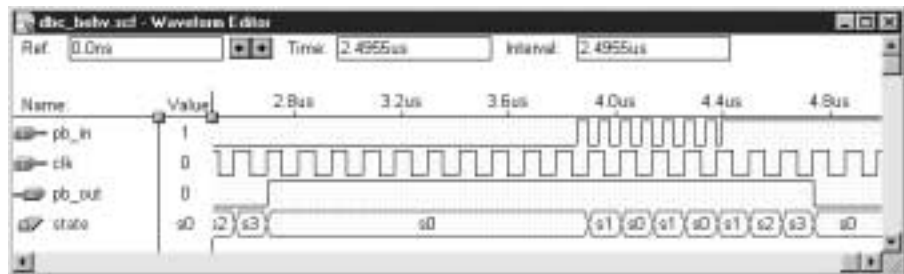 dbc_behv.scf - Waveform Editor
Ref: 0.0ns Time: 2.4955us Interval: 2.4955us
Name: Value: 2.8us 3.2us 3.6us 4.0us 4.4us 4.8us
pb_in 1
clk 0
pb_out 0
state s0 s2 s3 s0 s1 s0 s1 s0 s1 s2 s3 s0